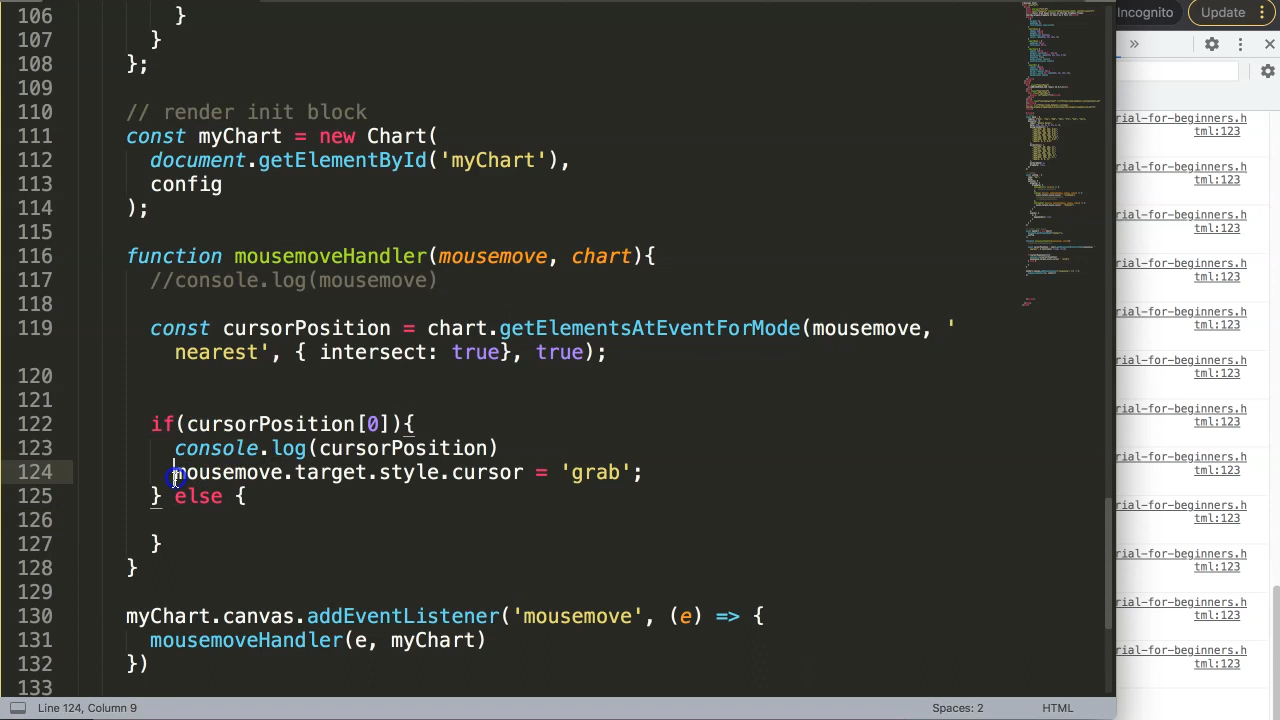 106 }
107 }
108 };
109
110 // render init block
111 const myChart = new Chart(
112 document.getElementById('myChart'),
113 config
114 );
115
116 function mousemoveHandler(mousemove, chart){
117 //console.log(mousemove)
118
119 const cursorPosition = chart.getElementsAtEventForMode(mousemove, '
nearest', { intersect: true}, true);
120
121
122 if(cursorPosition[0]){
123 console.log(cursorPosition)
124 mousemove.target.style.cursor = 'grab';
125 } else {
126
127 }
128 }
129
130 myChart.canvas.addEventListener('mousemove', (e) => {
131 mousemoveHandler(e, myChart)
132 })
133
Line 124, Column 9
Spaces: 2
HTML
Incognito
Update
»
rial-for-beginners.h
tml:123
rial-for-beginners.h
tml:123
rial-for-beginners.h
tml:123
rial-for-beginners.h
tml:123
rial-for-beginners.h
tml:123
rial-for-beginners.h
tml:123
rial-for-beginners.h
tml:123
rial-for-beginners.h
tml:123
rial-for-beginners.h
tml:123
rial-for-beginners.h
tml:123
rial-for-beginners.h
tml:123
rial-for-beginners.h
tml:123